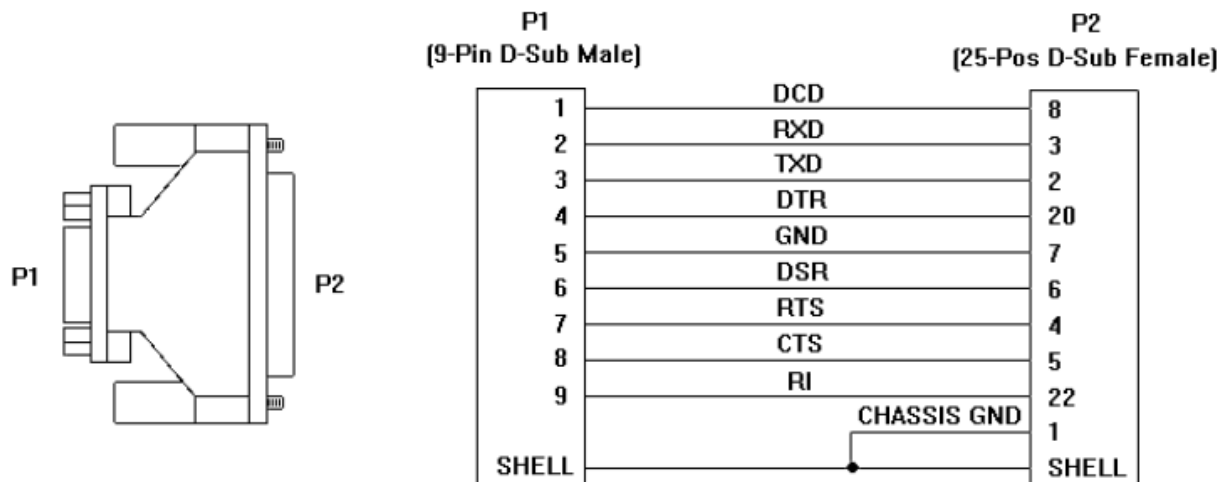 P1
(9-Pin D-Sub Male)
P2
(25-Pos D-Sub Female)
P1
P2
1 DCD 8
2 RXD 3
3 TXD 2
4 DTR 20
5 GND 7
6 DSR 6
7 RTS 4
8 CTS 5
9 RI 22
CHASSIS GND 1
SHELL SHELL